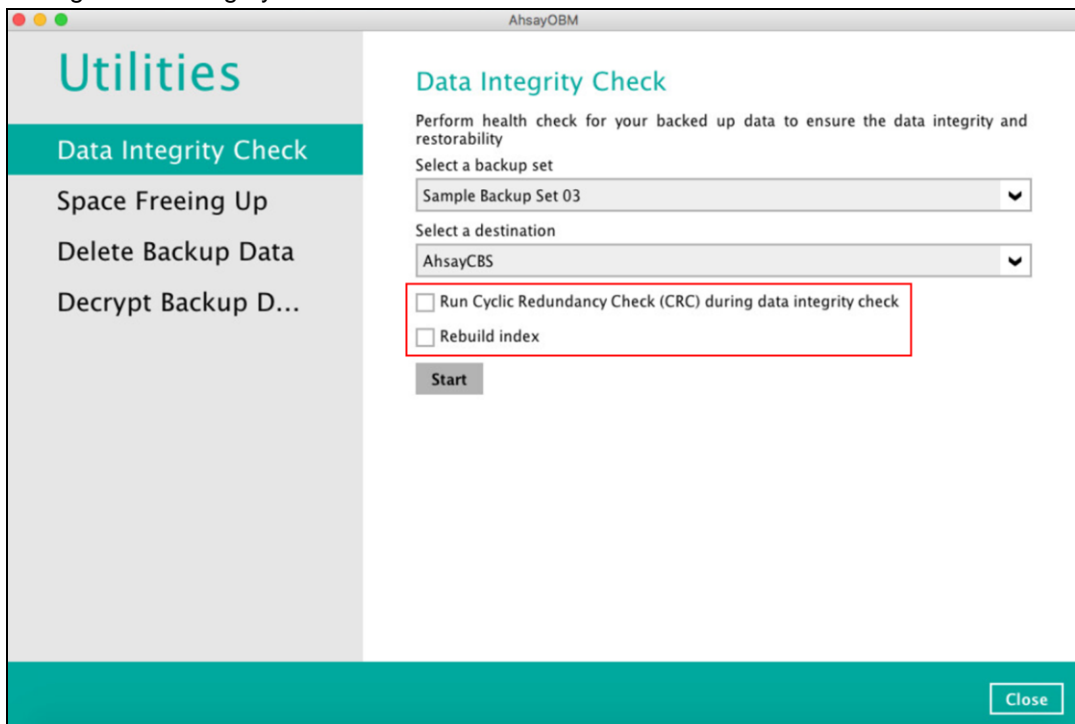 AhsayOBM
Utilities
Data Integrity Check
Space Freeing Up
Delete Backup Data
Decrypt Backup D...
Data Integrity Check
Perform health check for your backed up data to ensure the data integrity and
restorability
Select a backup set
Sample Backup Set 03
Select a destination
AhsayCBS
Run Cyclic Redundancy Check (CRC) during data integrity check
Rebuild index
Start
Close